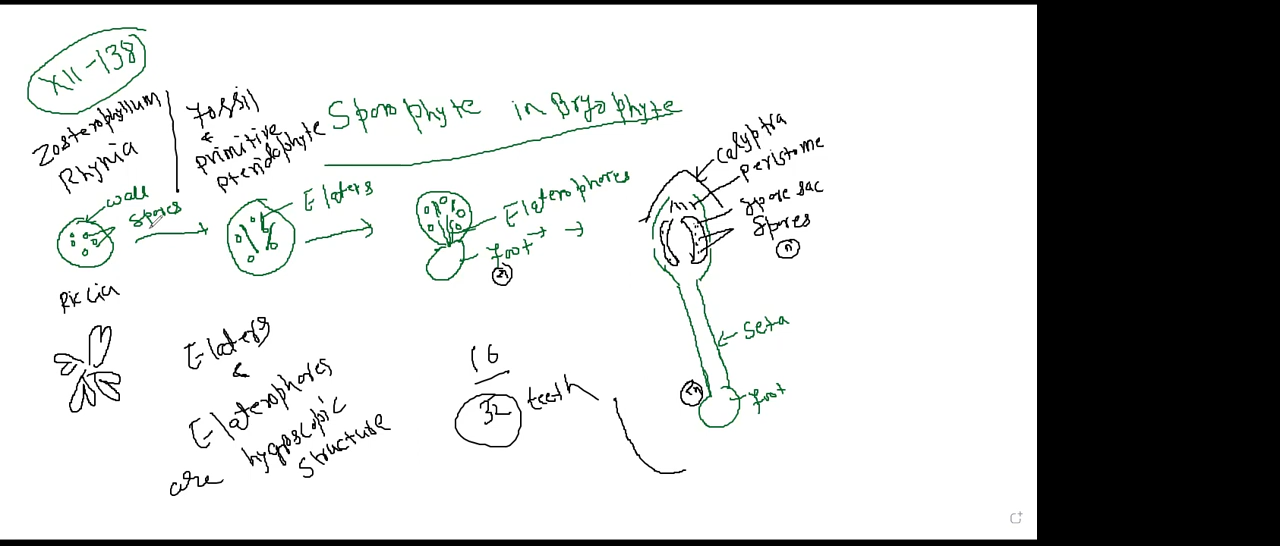 XII-138
Zosterophyllum
Rhynia
Fossil
&
primitive
pteridophyte
Sporophyte in Bryophyte
wall
spores
Elaters
Elaterophores
foot
2n
calyptra
peristome
spore sac
spores
n
Seta
2n
foot
Riccia
Elaters
&
Elaterophores
are hygoscopic
structure
16
32 teeth